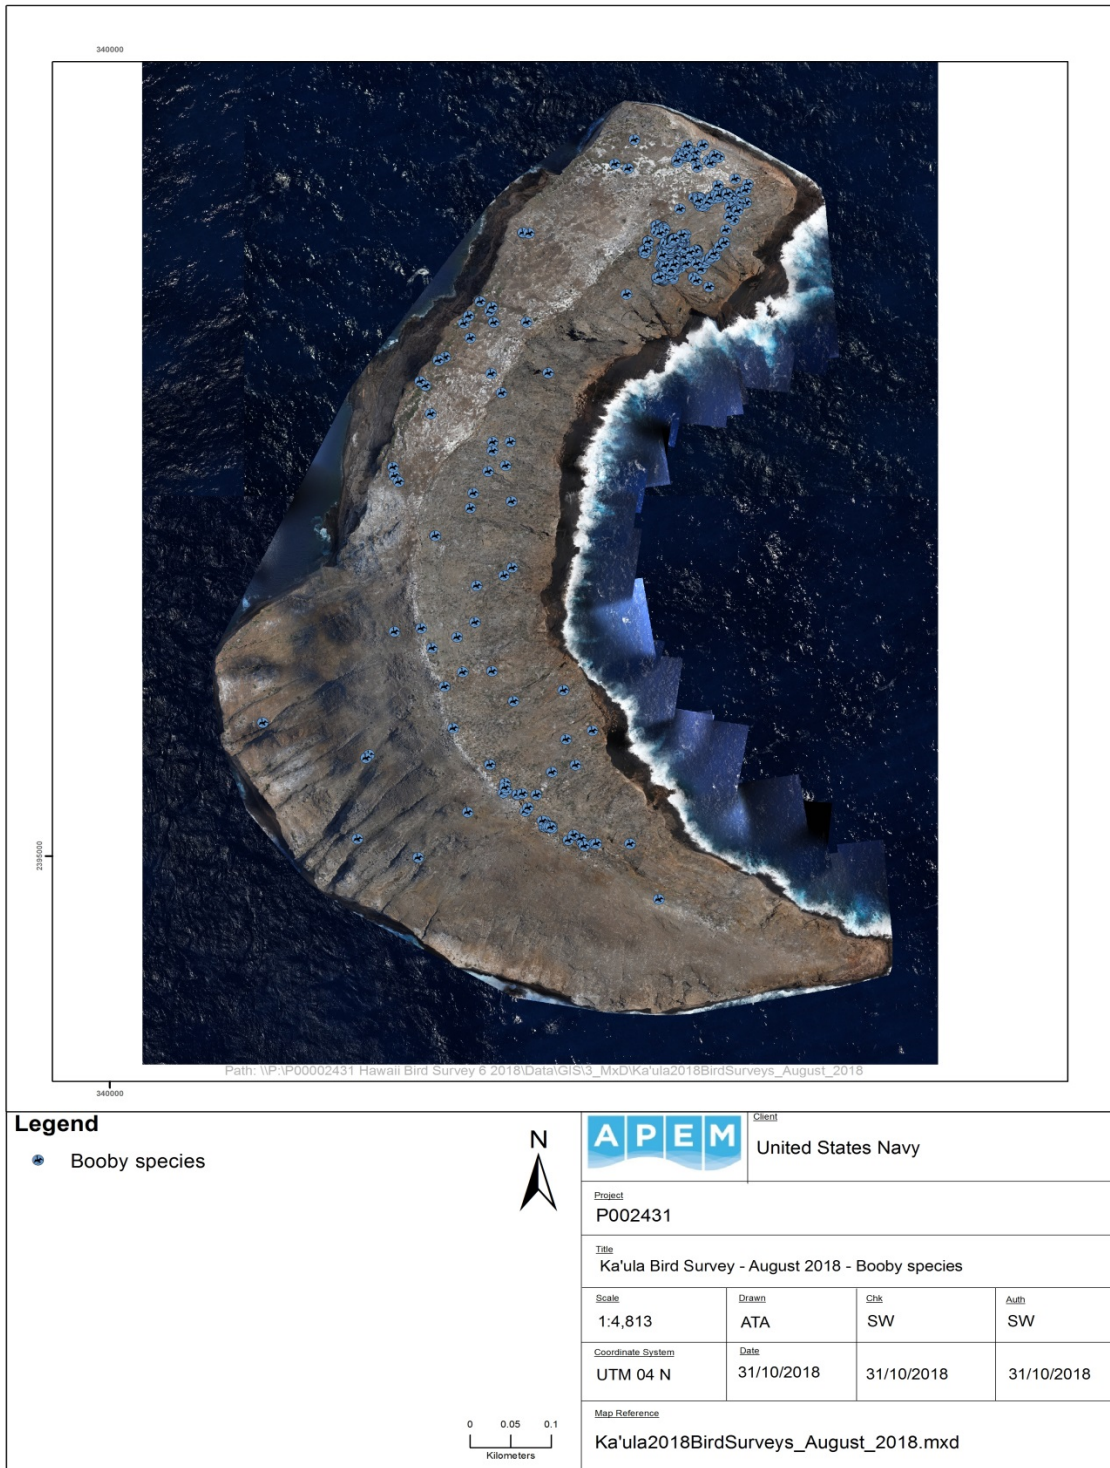 340000
2395000
Path: \\P:\P00002431 Hawaii Bird Survey 6 2018\Data\GIS\3_MxD\Ka'ula2018BirdSurveys_August_2018
340000
Legend
Booby species
N
0 0.05 0.1
Kilometers
APEM
Client
United States Navy
Project
P002431
Title
Ka'ula Bird Survey - August 2018 - Booby species
Scale Drawn Chk Auth
1:4,813 ATA SW SW
Coordinate System Date
UTM 04 N 31/10/2018 31/10/2018 31/10/2018
Map Reference
Ka'ula2018BirdSurveys_August_2018.mxd